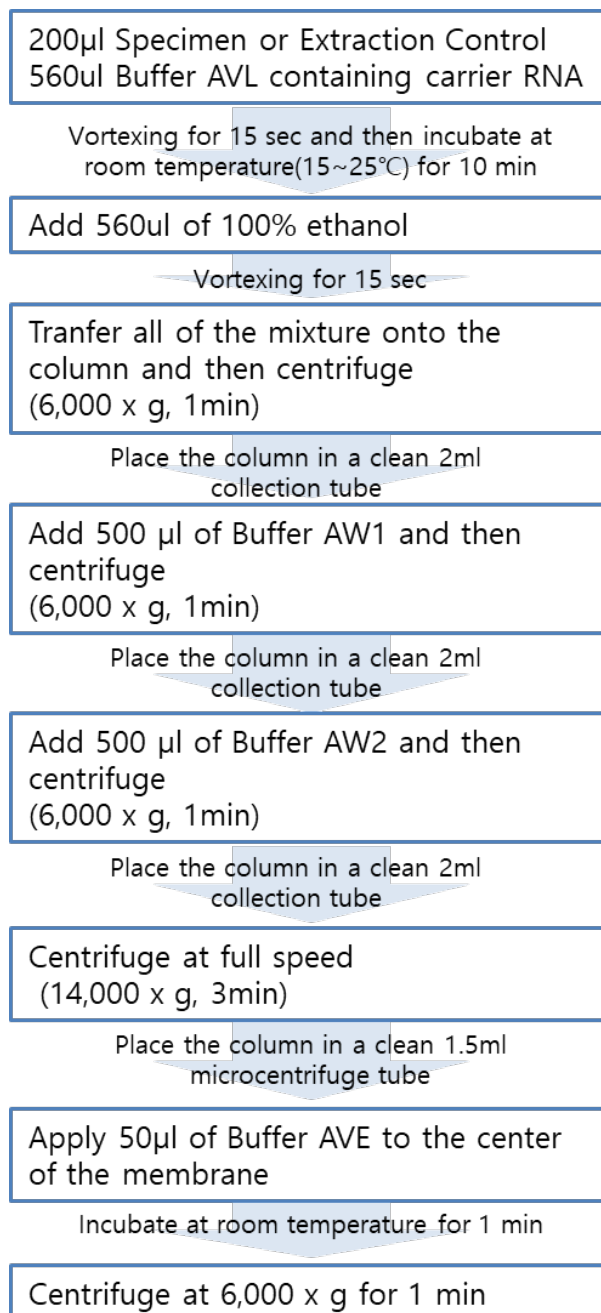 200μl Specimen or Extraction Control
560ul Buffer AVL containing carrier RNA
Vortexing for 15 sec and then incubate at
room temperature(15~25℃) for 10 min
Add 560ul of 100% ethanol
Vortexing for 15 sec
Tranfer all of the mixture onto the
column and then centrifuge
(6,000 x g, 1min)
Place the column in a clean 2ml
collection tube
Add 500 μl of Buffer AW1 and then
centrifuge
(6,000 x g, 1min)
Place the column in a clean 2ml
collection tube
Add 500 μl of Buffer AW2 and then
centrifuge
(6,000 x g, 1min)
Place the column in a clean 2ml
collection tube
Centrifuge at full speed
(14,000 x g, 3min)
Place the column in a clean 1.5ml
microcentrifuge tube
Apply 50μl of Buffer AVE to the center
of the membrane
Incubate at room temperature for 1 min
Centrifuge at 6,000 x g for 1 min